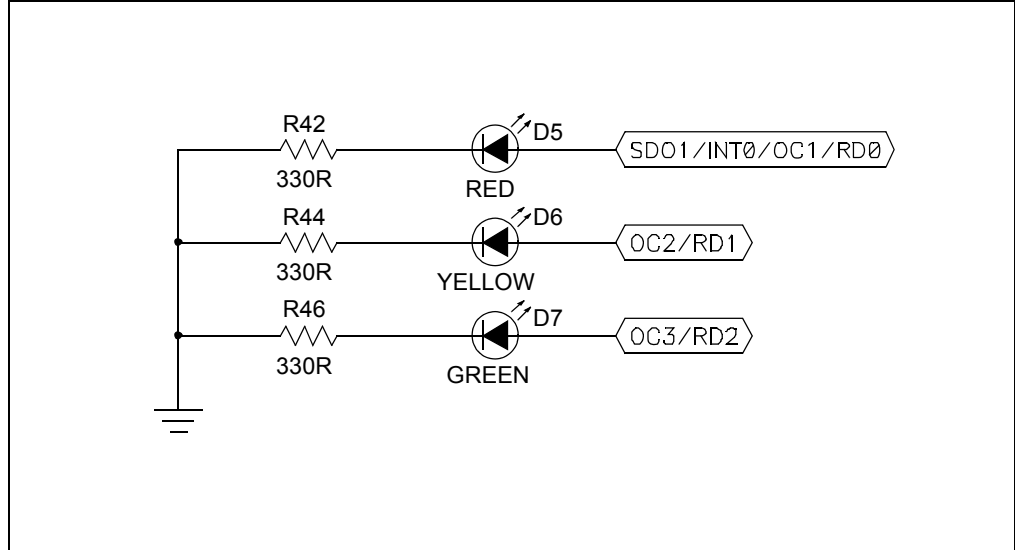 R42
D5
SDO1/INT0/OC1/RD0
330R
RED
R44
D6
OC2/RD1
330R
YELLOW
R46
D7
OC3/RD2
330R
GREEN